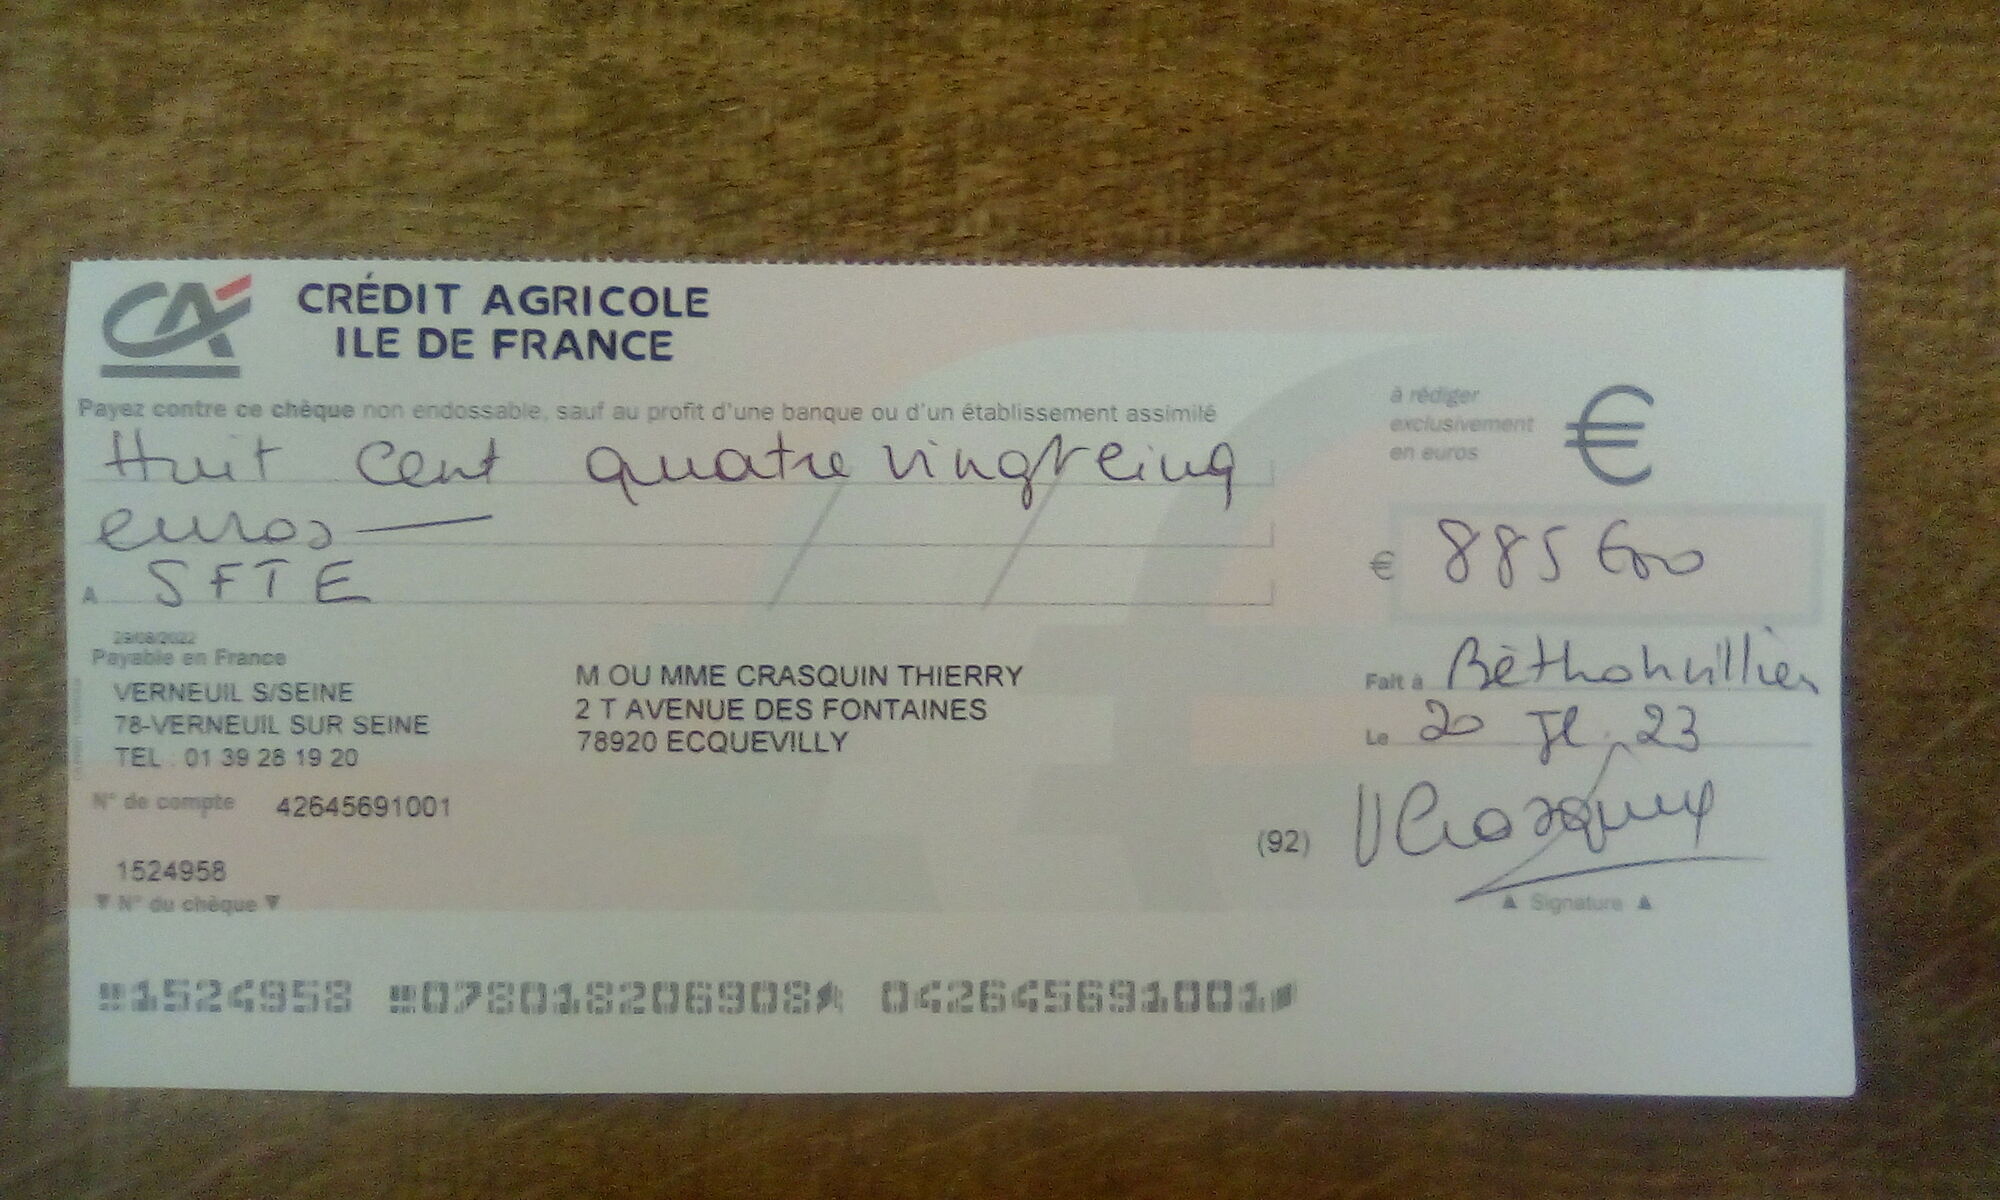 CA
CRÉDIT AGRICOLE
ILE DE FRANCE
Payez contre ce chèque non endossable, sauf au profit d'une banque ou d'un établissement assimilé
à rédiger
exclusivement
en euros
€
Huit cent quatre vingt cinq
euros
A SFTE
€ 885 €00
29/08/2022
Payable en France
VERNEUIL S/SEINE
78-VERNEUIL SUR SEINE
TEL : 01 39 28 19 20
M OU MME CRASQUIN THIERRY
2 T AVENUE DES FONTAINES
78920 ECQUEVILLY
Fait à Béthonvillier
Le 20 Jl. 23
N° de compte 42645691001
(92)
1524958
▼ N° du chèque ▼
▲ Signature ▲
1524958 078018206908 042645691001